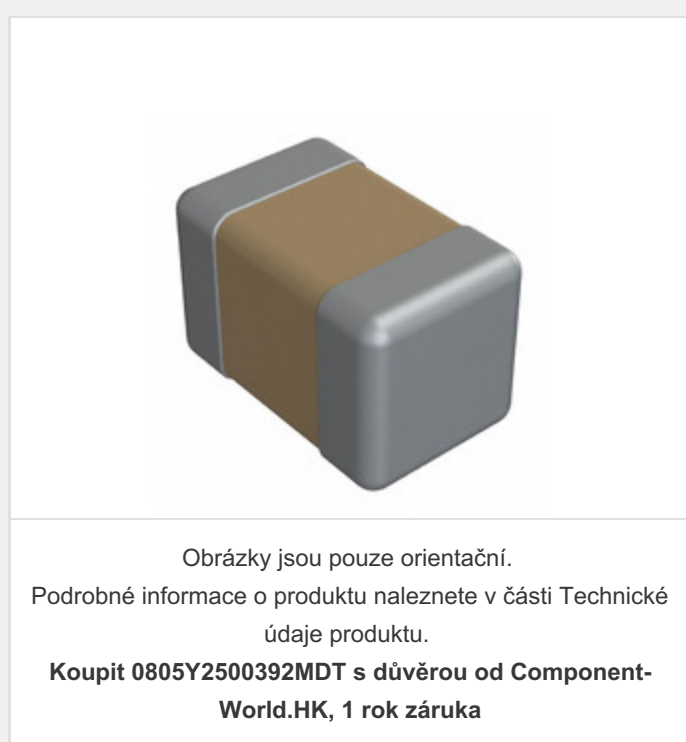 Obrázky jsou pouze orientační.
Podrobné informace o produktu naleznete v části Technické
údaje produktu.
Koupit 0805Y2500392MDT s důvěrou od Component-
World.HK, 1 rok záruka